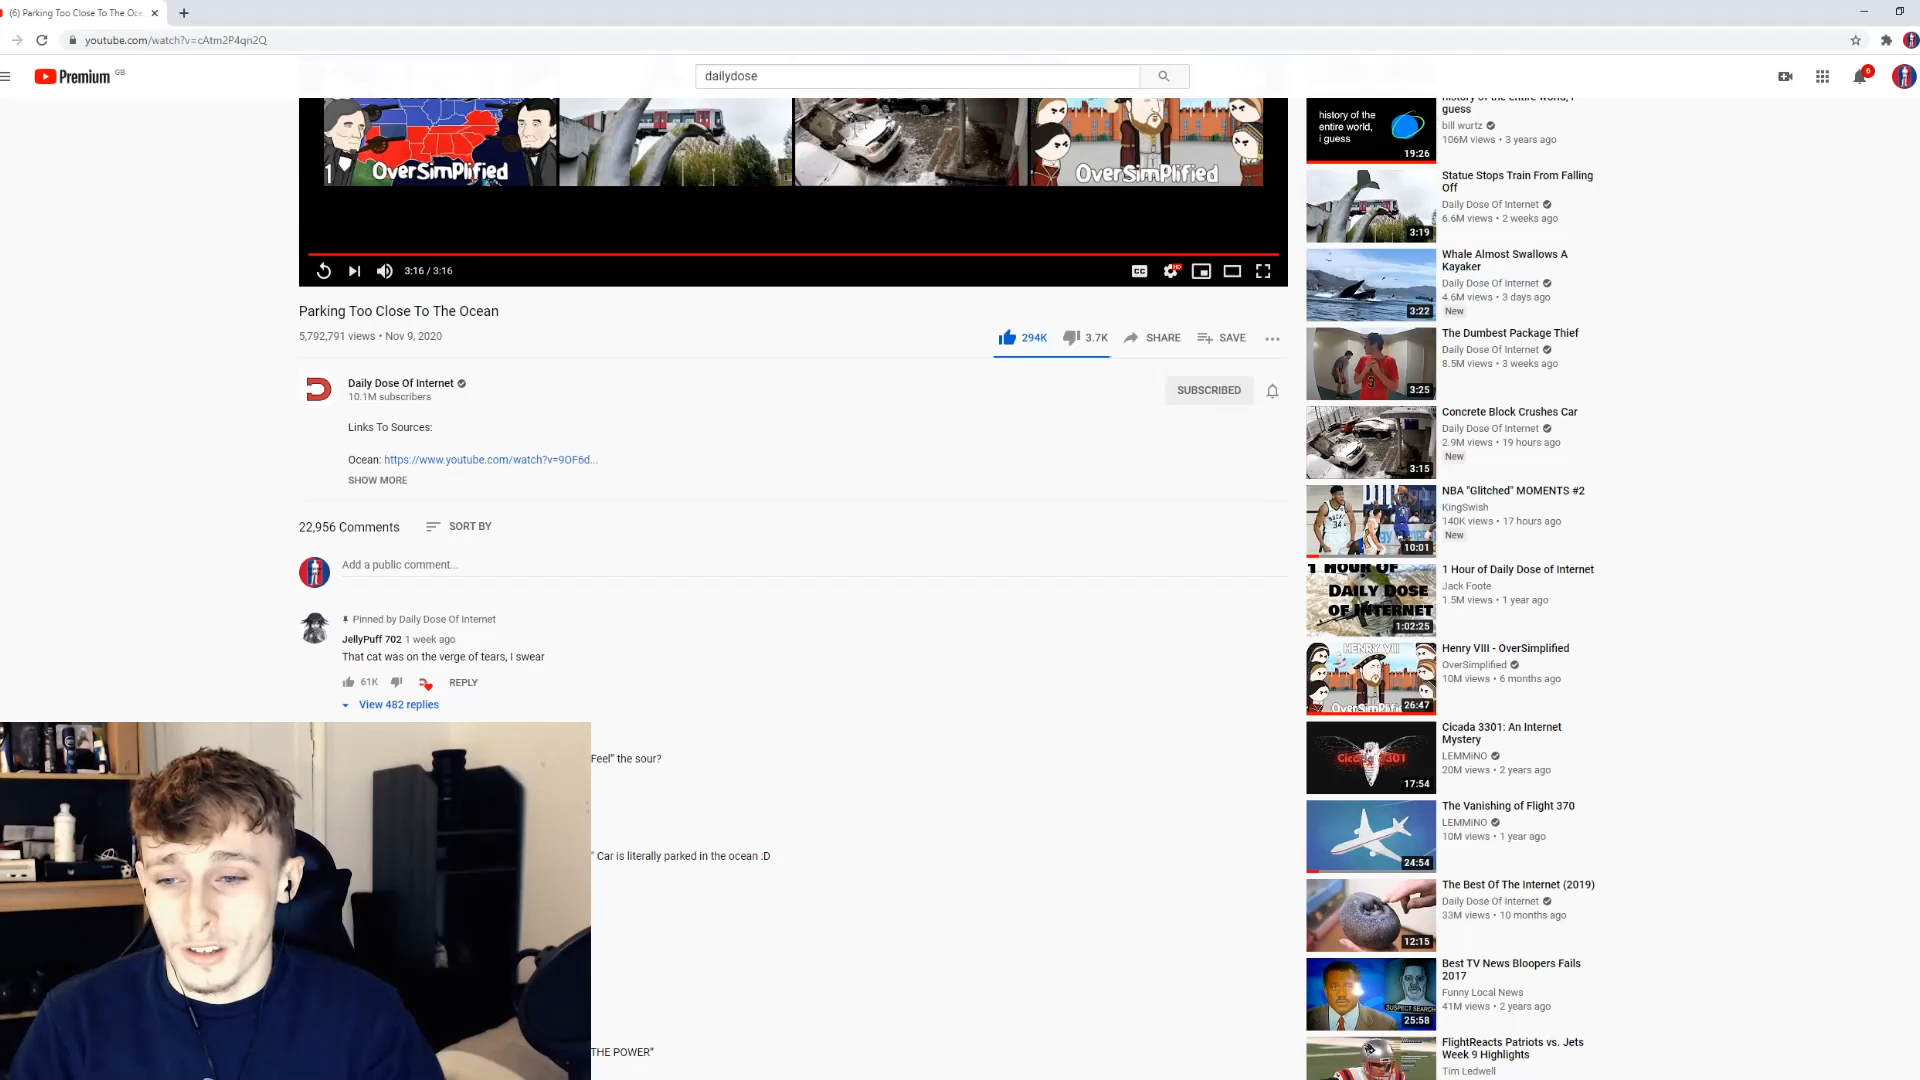 (6) Parking Too Close To The Oce
youtube.com/watch?v=cAtm2P4qn2Q
Premium GB
dailydose
6
1 OverSimplified
OverSimplified
3:16 / 3:16
CC
HD
Parking Too Close To The Ocean
5,792,791 views • Nov 9, 2020
294K
3.7K
SHARE
SAVE
Daily Dose Of Internet
10.1M subscribers
SUBSCRIBED
Links To Sources:
Ocean: https://www.youtube.com/watch?v=9OF6d...
SHOW MORE
22,956 Comments
SORT BY
Add a public comment...
Pinned by Daily Dose Of Internet
JellyPuff 702 1 week ago
That cat was on the verge of tears, I swear
61K
REPLY
View 482 replies
Feel" the sour?
" Car is literally parked in the ocean :D
THE POWER"
history of the entire world, i guess
19:26
history of the entire world, i
guess
bill wurtz
106M views • 3 years ago
3:19
Statue Stops Train From Falling
Off
Daily Dose Of Internet
6.6M views • 2 weeks ago
3:22
Whale Almost Swallows A
Kayaker
Daily Dose Of Internet
4.6M views • 3 days ago
New
3:25
The Dumbest Package Thief
Daily Dose Of Internet
8.5M views • 3 weeks ago
3:15
Concrete Block Crushes Car
Daily Dose Of Internet
2.9M views • 19 hours ago
New
34
10:01
NBA "Glitched" MOMENTS #2
KingSwish
140K views • 17 hours ago
New
1 HOUR OF
DAILY DOSE
OF INTERNET
1:02:25
1 Hour of Daily Dose of Internet
Jack Foote
1.5M views • 1 year ago
HENRY VIII
OverSimplifi
26:47
Henry VIII - OverSimplified
OverSimplified
10M views • 6 months ago
Cicada 3301
17:54
Cicada 3301: An Internet
Mystery
LEMMiNO
20M views • 2 years ago
24:54
The Vanishing of Flight 370
LEMMiNO
10M views • 1 year ago
12:15
The Best Of The Internet (2019)
Daily Dose Of Internet
33M views • 10 months ago
SUSPECT SEARCH
25:58
Best TV News Bloopers Fails
2017
Funny Local News
41M views • 2 years ago
FlightReacts Patriots vs. Jets
Week 9 Highlights
Tim Ledwell